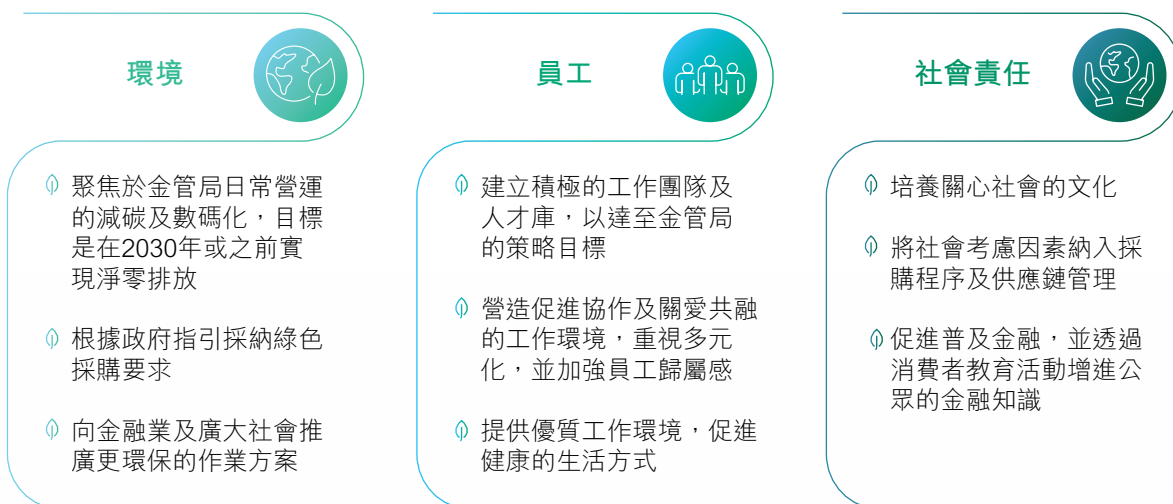 環境
聚焦於金管局日常營運
的減碳及數碼化，目標
是在2030年或之前實
現淨零排放
根據政府指引採納綠色
採購要求
向金融業及廣大社會推
廣更環保的作業方案
員工
建立積極的工作團隊及
人才庫，以達至金管局
的策略目標
營造促進協作及關愛共融
的工作環境，重視多元
化，並加強員工歸屬感
提供優質工作環境，促進
健康的生活方式
社會責任
培養關心社會的文化
將社會考慮因素納入採
購程序及供應鏈管理
促進普及金融，並透過
消費者教育活動增進公
眾的金融知識